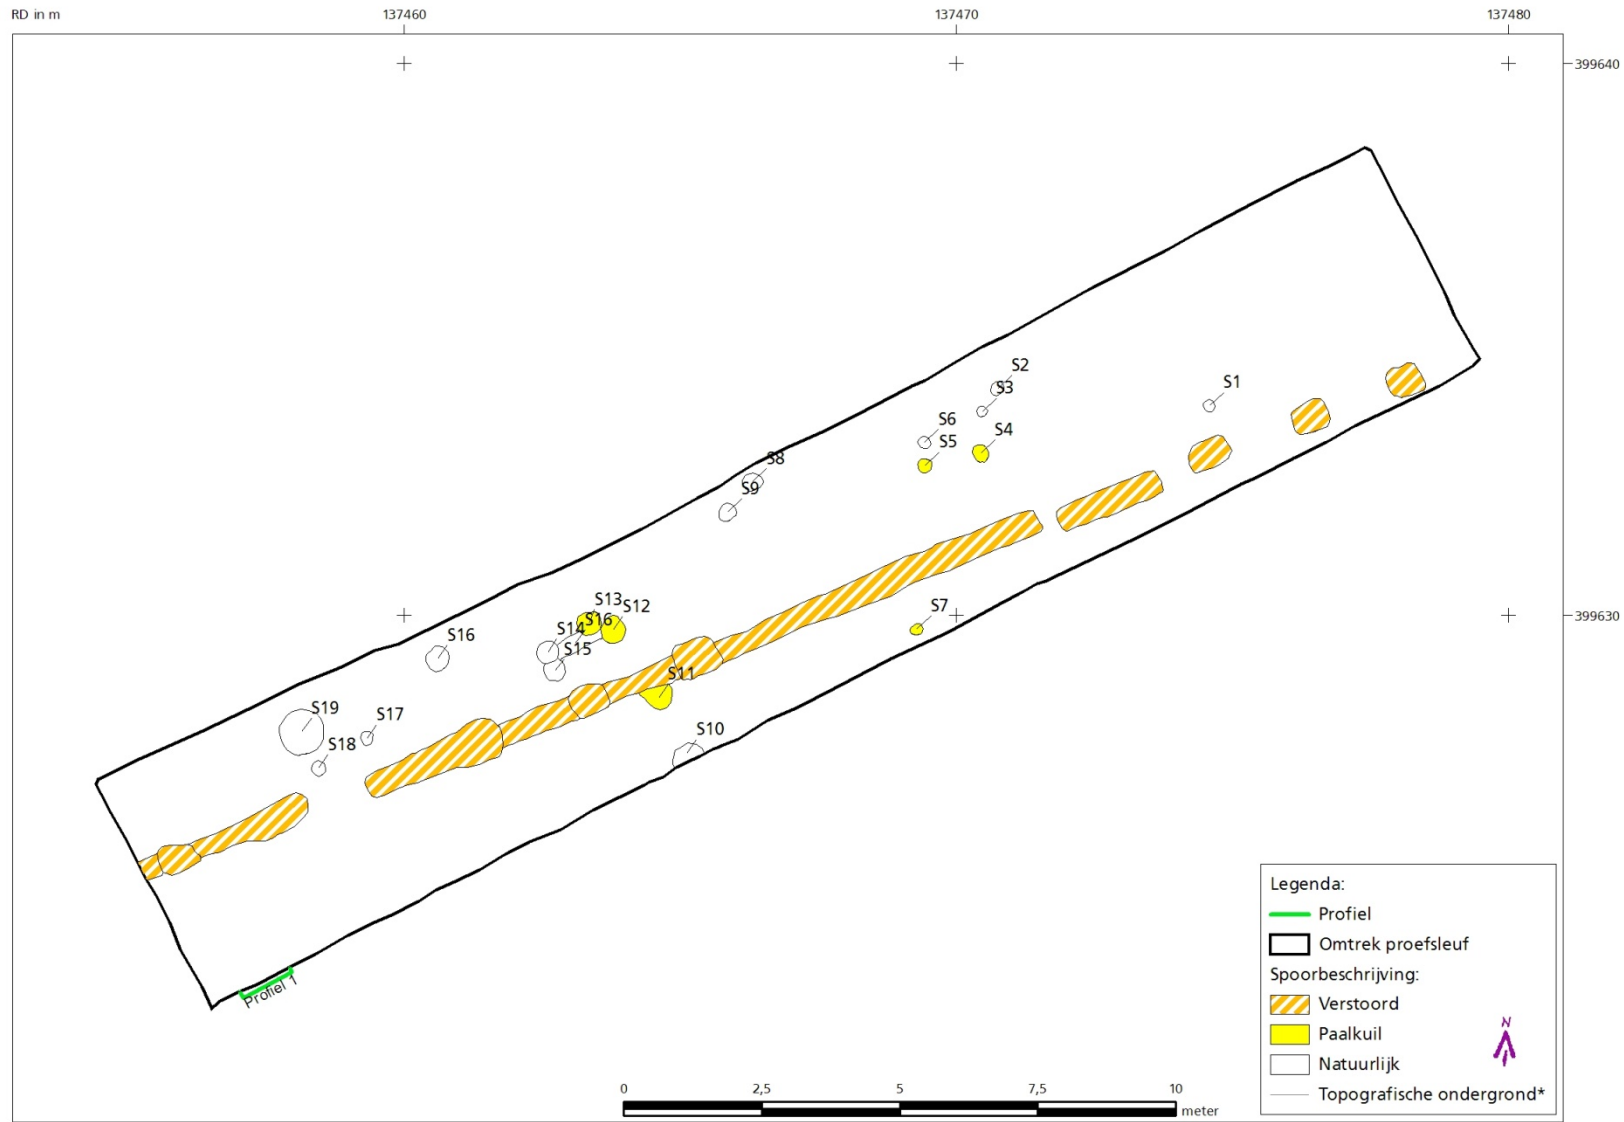 RD in m
137460
137470
137480
399640
S2
S3
S1
S6
S4
S5
S8
S9
399630
S13
S12
S16
S7
S14
S16
S15
S11
S19
S17
S10
S18
Profiel 1
Legenda:
Profiel
Omtrek proefsleuf
Spoorbeschrijving:
Verstoord
Paalkuil
Natuurlijk
Topografische ondergrond*
N
0 2,5 5 7,5 10
meter